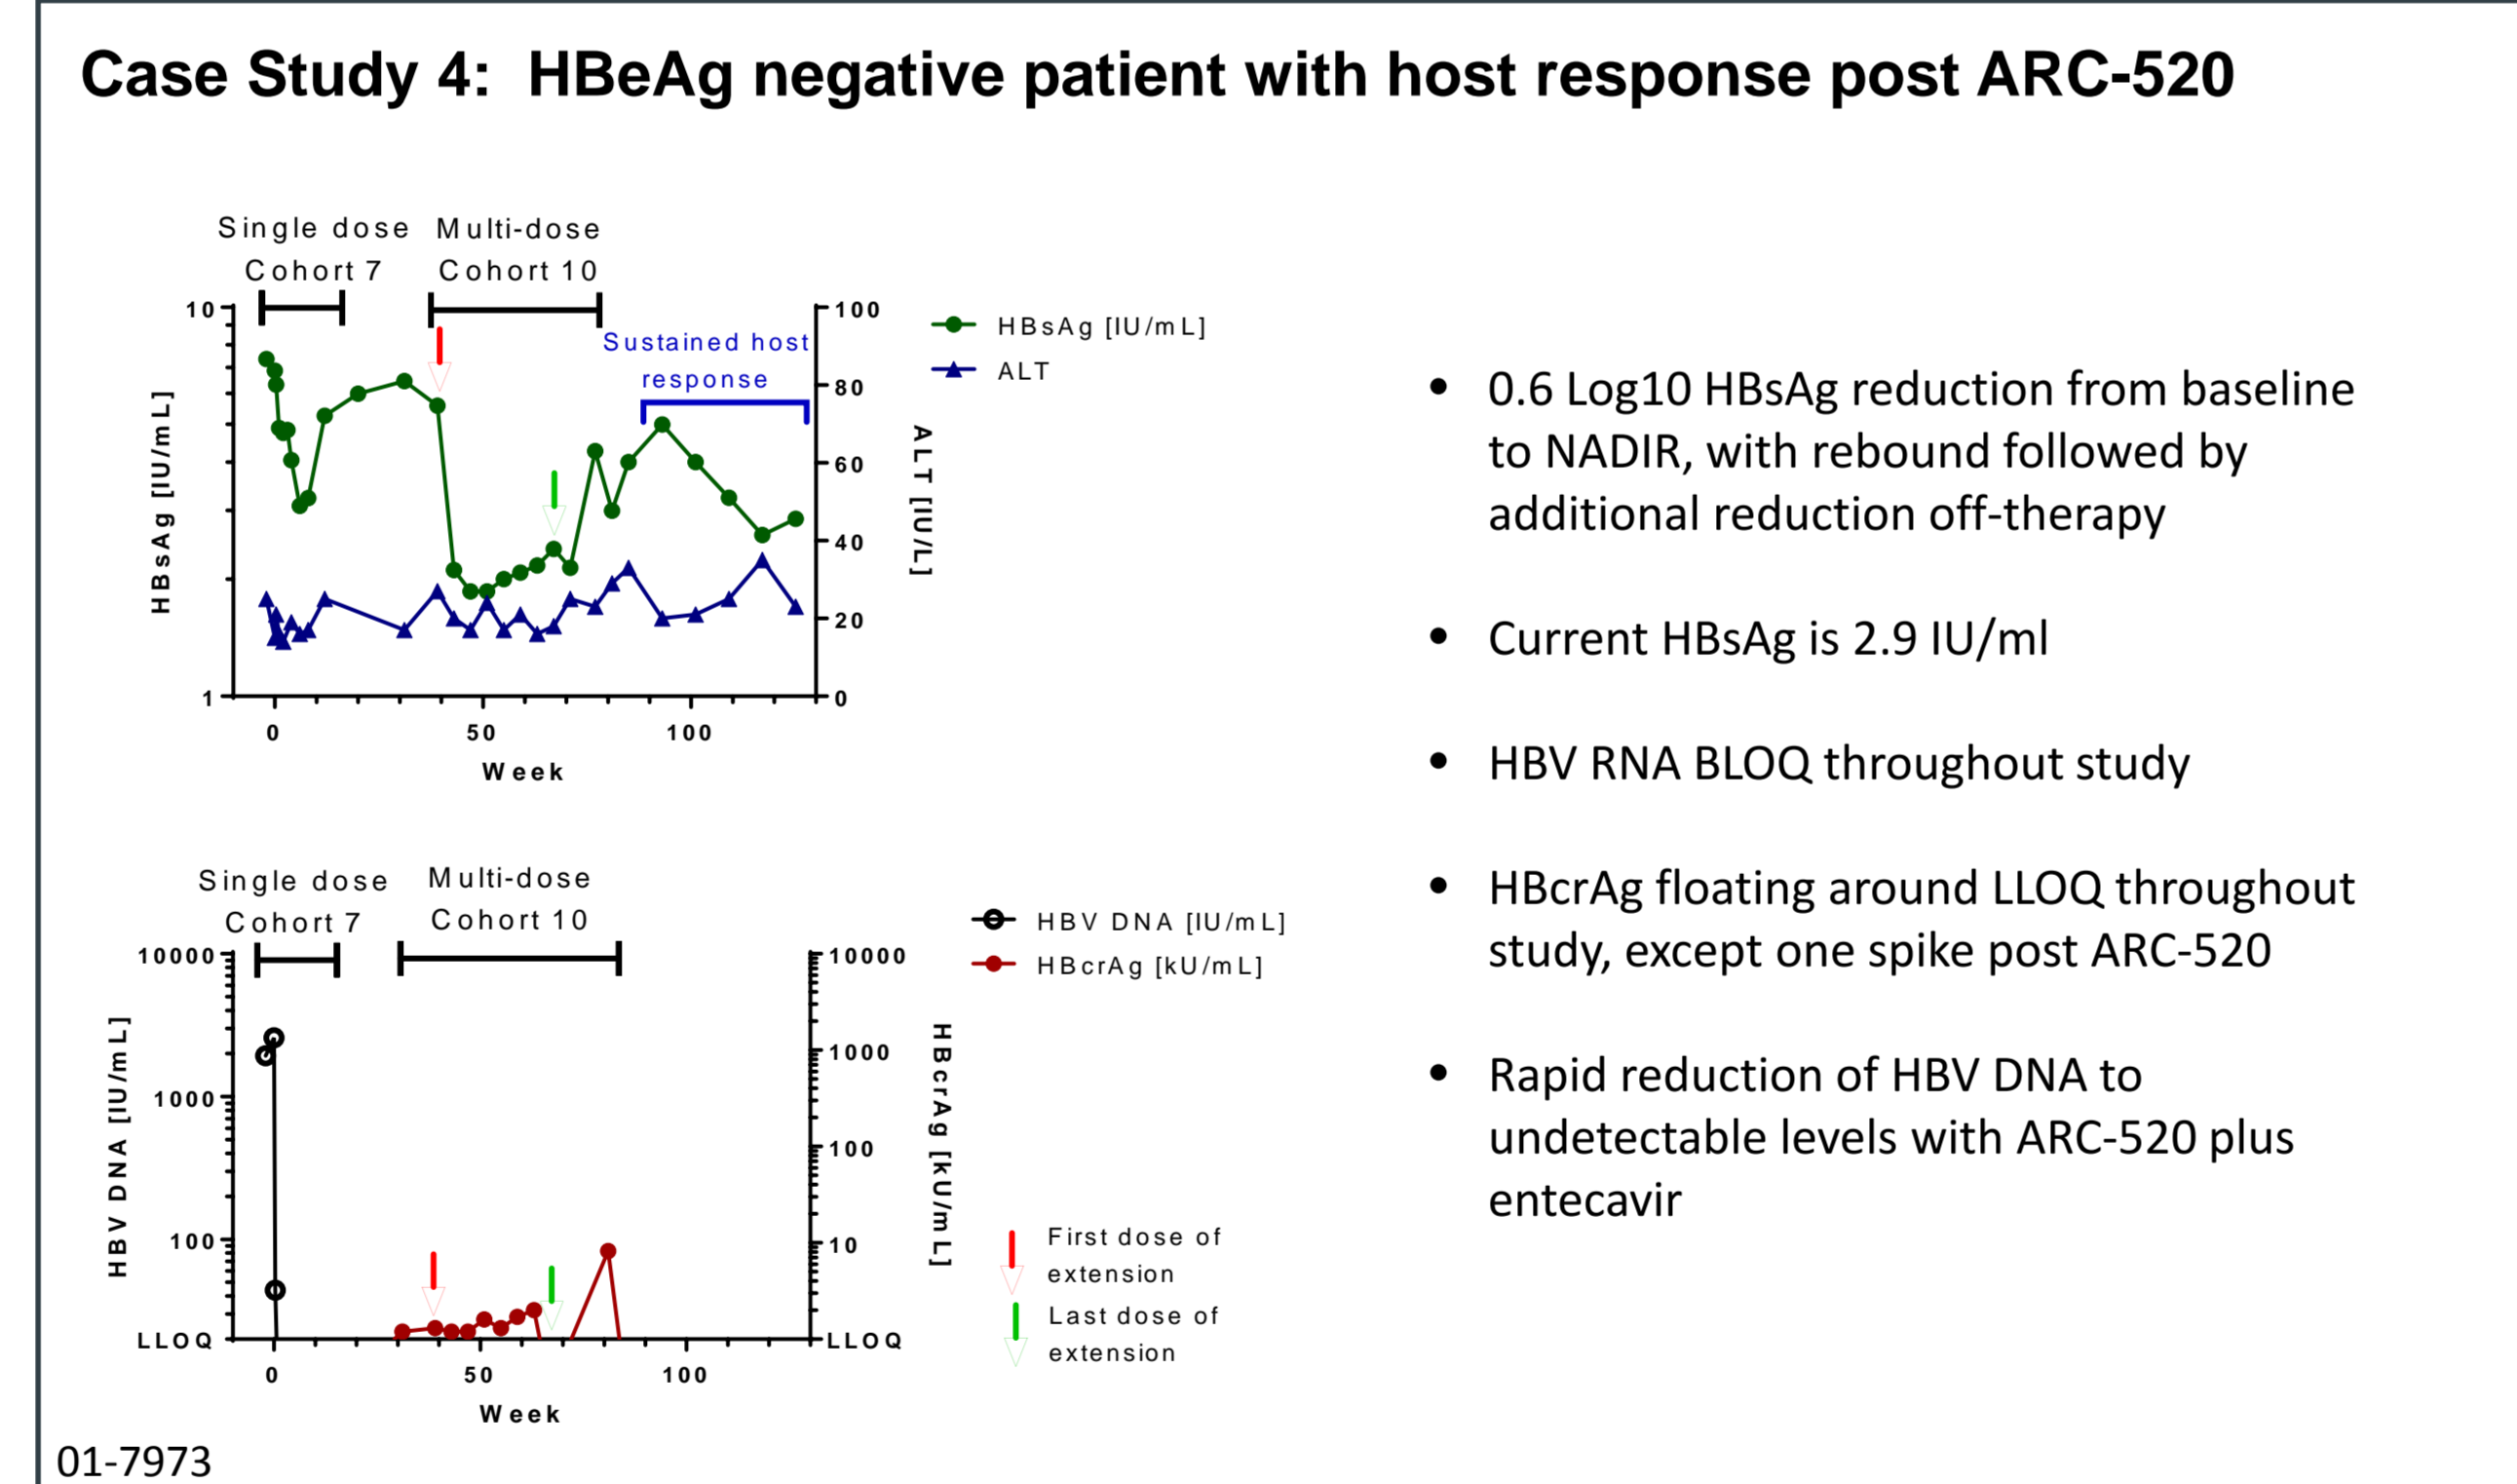 Case Study 4:  HBeAg negative patient with host response post ARC-520
Single dose
Cohort 7
Multi-dose
Cohort 10
10
1
HBsAg [IU/mL]
100
80
60
40
20
0
ALT [IU/L]
Sustained host
response
0
50
100
Week
HBsAg [IU/mL]
ALT
Single dose
Cohort 7
Multi-dose
Cohort 10
10000
1000
100
LLOQ
HBV DNA [IU/mL]
10000
1000
100
10
LLOQ
HBcrAg [kU/mL]
0
50
100
Week
HBV DNA [IU/mL]
HBcrAg [kU/mL]
First dose of
extension
Last dose of
extension
• 0.6 Log10 HBsAg reduction from baseline
to NADIR, with rebound followed by
additional reduction off-therapy
• Current HBsAg is 2.9 IU/ml
• HBV RNA BLOQ throughout study
• HBcrAg floating around LLOQ throughout
study, except one spike post ARC-520
• Rapid reduction of HBV DNA to
undetectable levels with ARC-520 plus
entecavir
01-7973